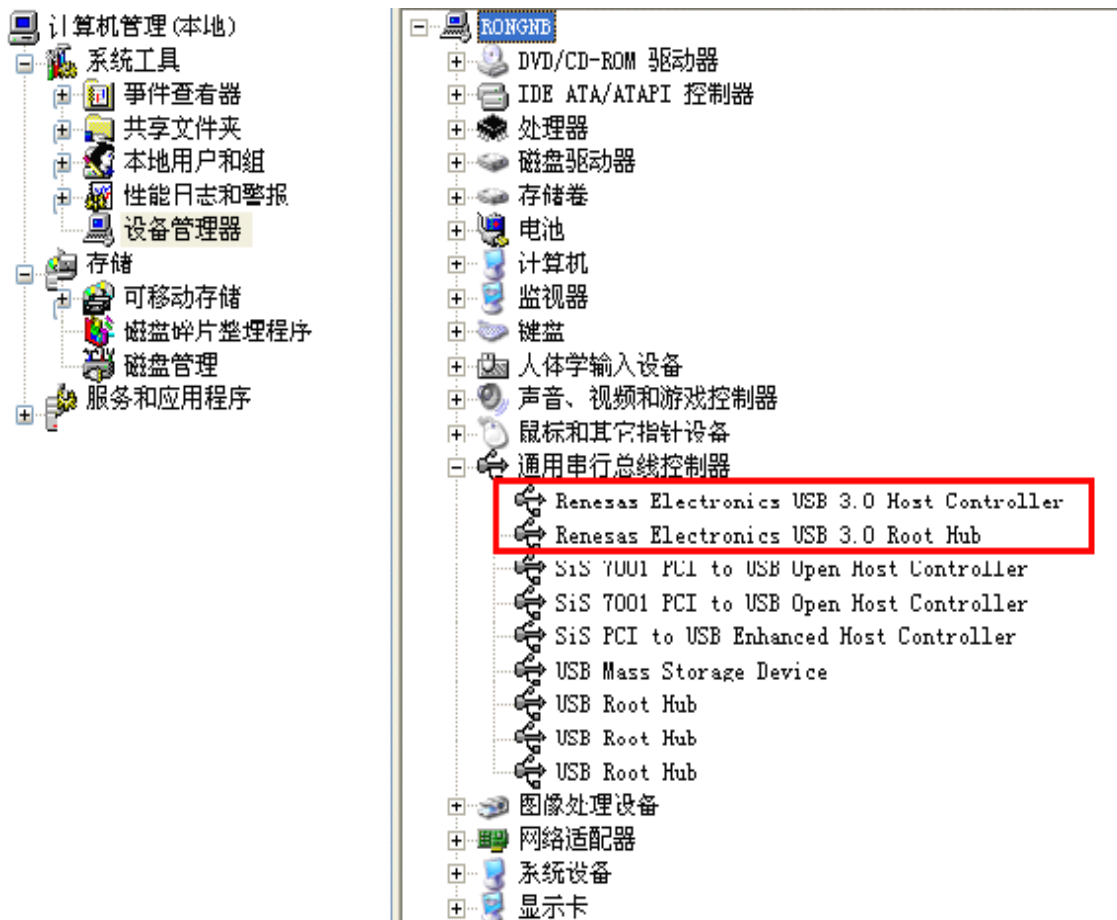 计算机管理(本地)
系统工具
事件查看器
共享文件夹
本地用户和组
性能日志和警报
设备管理器
存储
可移动存储
磁盘碎片整理程序
磁盘管理
服务和应用程序
RONGNB
DVD/CD-ROM 驱动器
IDE ATA/ATAPI 控制器
处理器
磁盘驱动器
存储卷
电池
计算机
监视器
键盘
人体学输入设备
声音、视频和游戏控制器
鼠标和其它指针设备
通用串行总线控制器
Renesas Electronics USB 3.0 Host Controller
Renesas Electronics USB 3.0 Root Hub
SiS 7001 PCI to USB Open Host Controller
SiS 7001 PCI to USB Open Host Controller
SiS PCI to USB Enhanced Host Controller
USB Mass Storage Device
USB Root Hub
USB Root Hub
USB Root Hub
图像处理设备
网络适配器
系统设备
显示卡